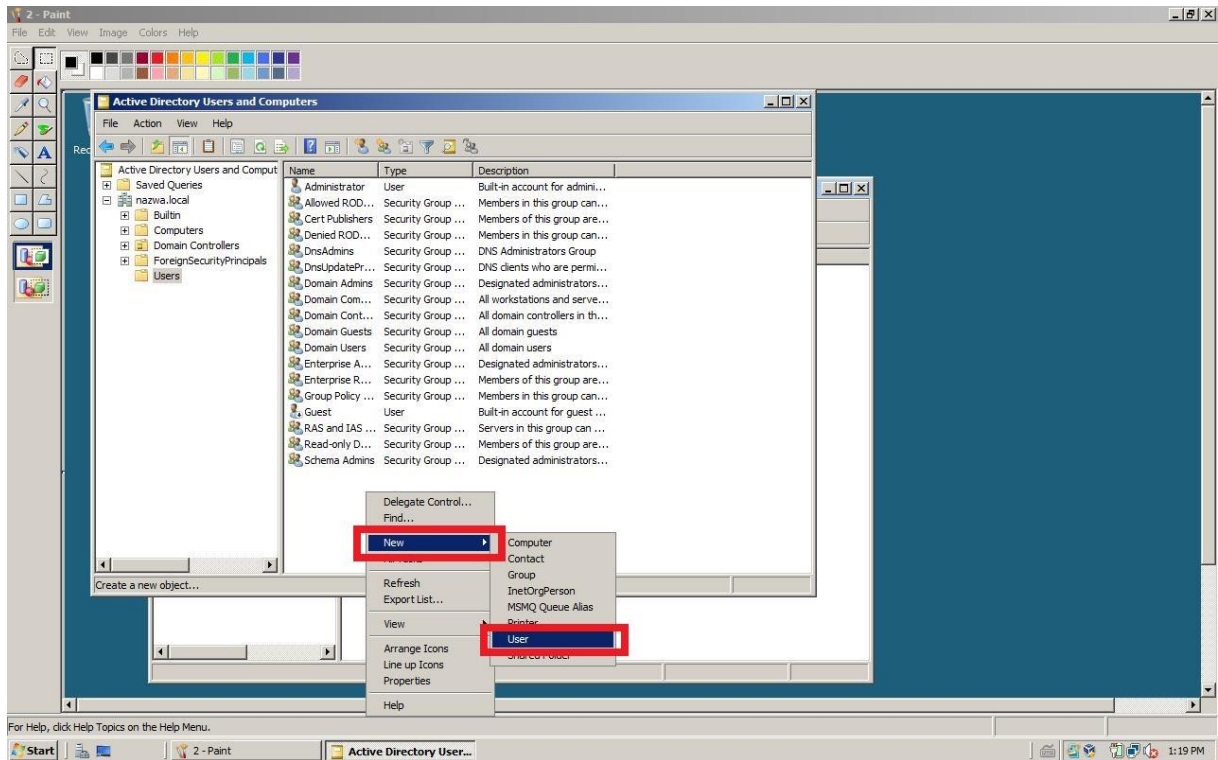 2 - Paint
File Edit View Image Colors Help
Active Directory Users and Computers
File Action View Help
Rec
Active Directory Users and Comput
Saved Queries
nazwa.local
Builtin
Computers
Domain Controllers
ForeignSecurityPrincipals
Users
Name Type Description
Administrator User Built-in account for admini...
Allowed ROD... Security Group ... Members in this group can...
Cert Publishers Security Group ... Members of this group are...
Denied ROD... Security Group ... Members in this group can...
DnsAdmins Security Group ... DNS Administrators Group
DnsUpdatePr... Security Group ... DNS clients who are permi...
Domain Admins Security Group ... Designated administrators...
Domain Com... Security Group ... All workstations and serve...
Domain Cont... Security Group ... All domain controllers in th...
Domain Guests Security Group ... All domain guests
Domain Users Security Group ... All domain users
Enterprise A... Security Group ... Designated administrators...
Enterprise R... Security Group ... Members of this group are...
Group Policy ... Security Group ... Members in this group can...
Guest User Built-in account for guest ...
RAS and IAS ... Security Group ... Servers in this group can ...
Read-only D... Security Group ... Members of this group are...
Schema Admins Security Group ... Designated administrators...
Delegate Control...
Find...
New
Refresh
Export List...
View
Arrange Icons
Line up Icons
Properties
Help
Computer
Contact
Group
InetOrgPerson
MSMQ Queue Alias
Printer
User
Shared Folder
Create a new object...
For Help, click Help Topics on the Help Menu.
Start 2 - Paint Active Directory User... 1:19 PM